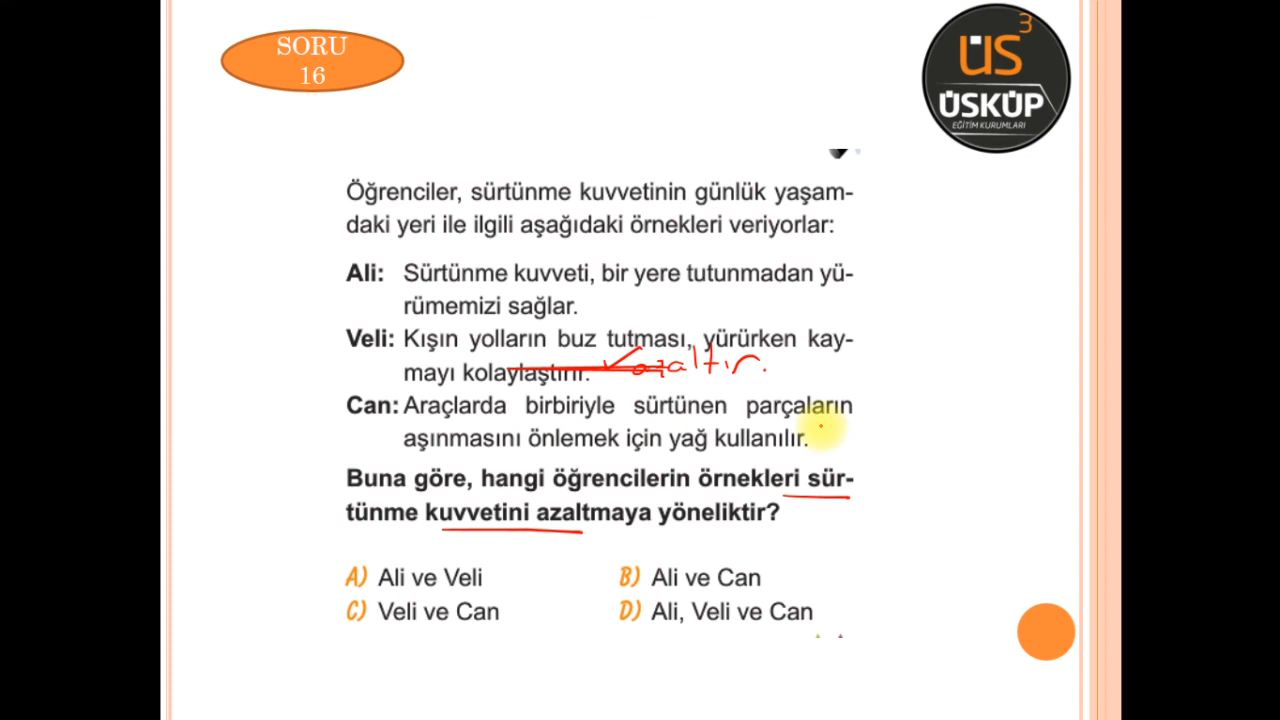 SORU
16
3
ÜS
ÜSKÜP
EĞİTİM KURUMLARI
Öğrenciler, sürtünme kuvvetinin günlük yaşam-
daki yeri ile ilgili aşağıdaki örnekleri veriyorlar:
Ali: Sürtünme kuvveti, bir yere tutunmadan yü-
rümemizi sağlar.
Veli: Kışın yolların buz tutması, yürürken kay-
mayı kolaylaştırır. azaltır.
Can: Araçlarda birbiriyle sürtünen parçaların
aşınmasını önlemek için yağ kullanılır.
Buna göre, hangi öğrencilerin örnekleri sür-
tünme kuvvetini azaltmaya yöneliktir?
A) Ali ve Veli
B) Ali ve Can
C) Veli ve Can
D) Ali, Veli ve Can